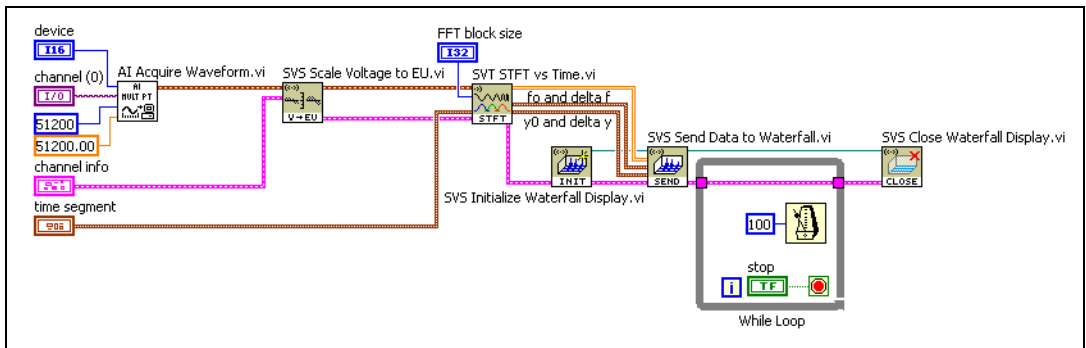 device
I16
channel (0)
I/O
51200
51200.00
channel info
time segment
AI Acquire Waveform.vi
AI
MULT PT
SVS Scale Voltage to EU.vi
V→EU
FFT block size
I32
SVT STFT vs Time.vi
STFT
fo and delta f
y0 and delta y
INIT
SVS Initialize Waterfall Display.vi
SVS Send Data to Waterfall.vi
SEND
SVS Close Waterfall Display.vi
CLOSE
100
stop
i
TF
While Loop